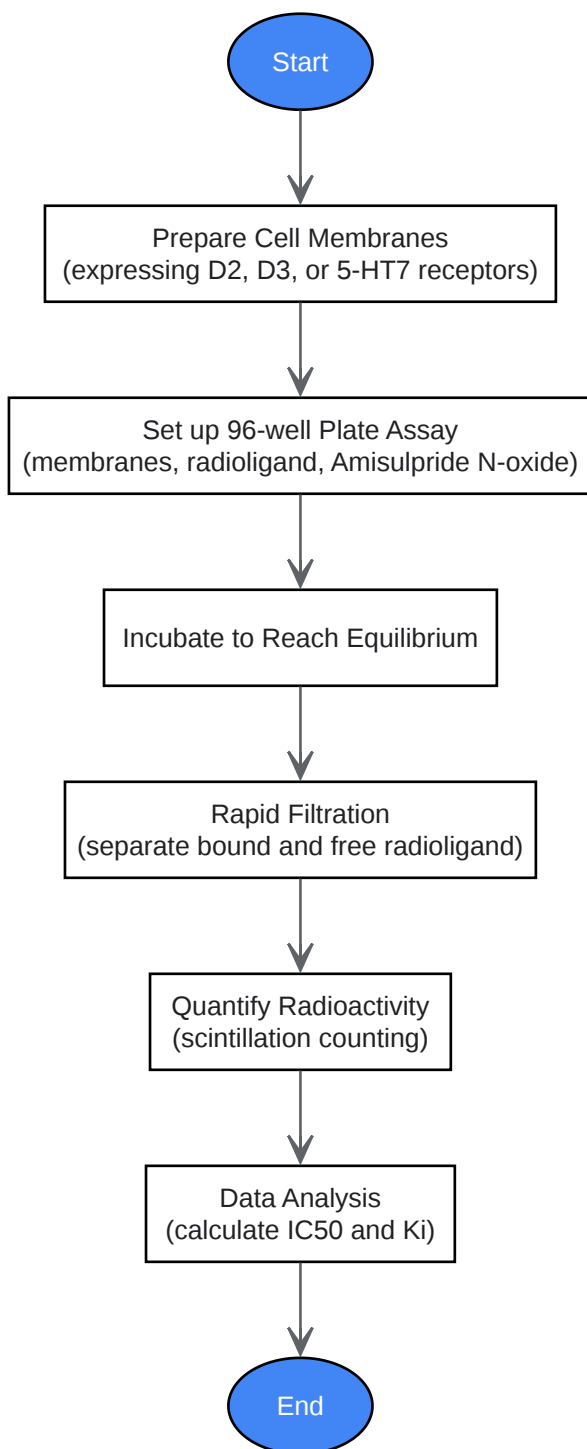 Start
Prepare Cell Membranes
(expressing D2, D3, or 5-HT7 receptors)
Set up 96-well Plate Assay
(membranes, radioligand, Amisulpride N-oxide)
Incubate to Reach Equilibrium
Rapid Filtration
(separate bound and free radioligand)
Quantify Radioactivity
(scintillation counting)
Data Analysis
(calculate IC50 and Ki)
End